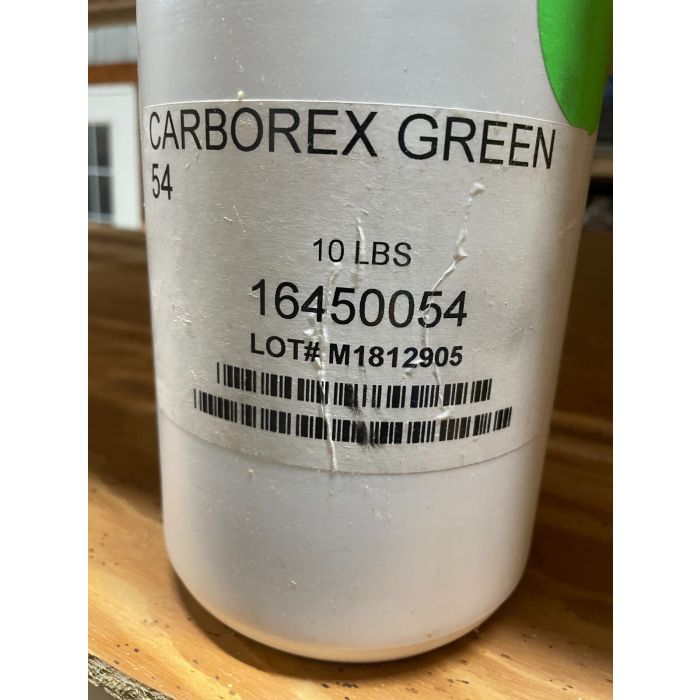 CARBOREX GREEN
54
10 LBS
16450054
LOT# M1812905